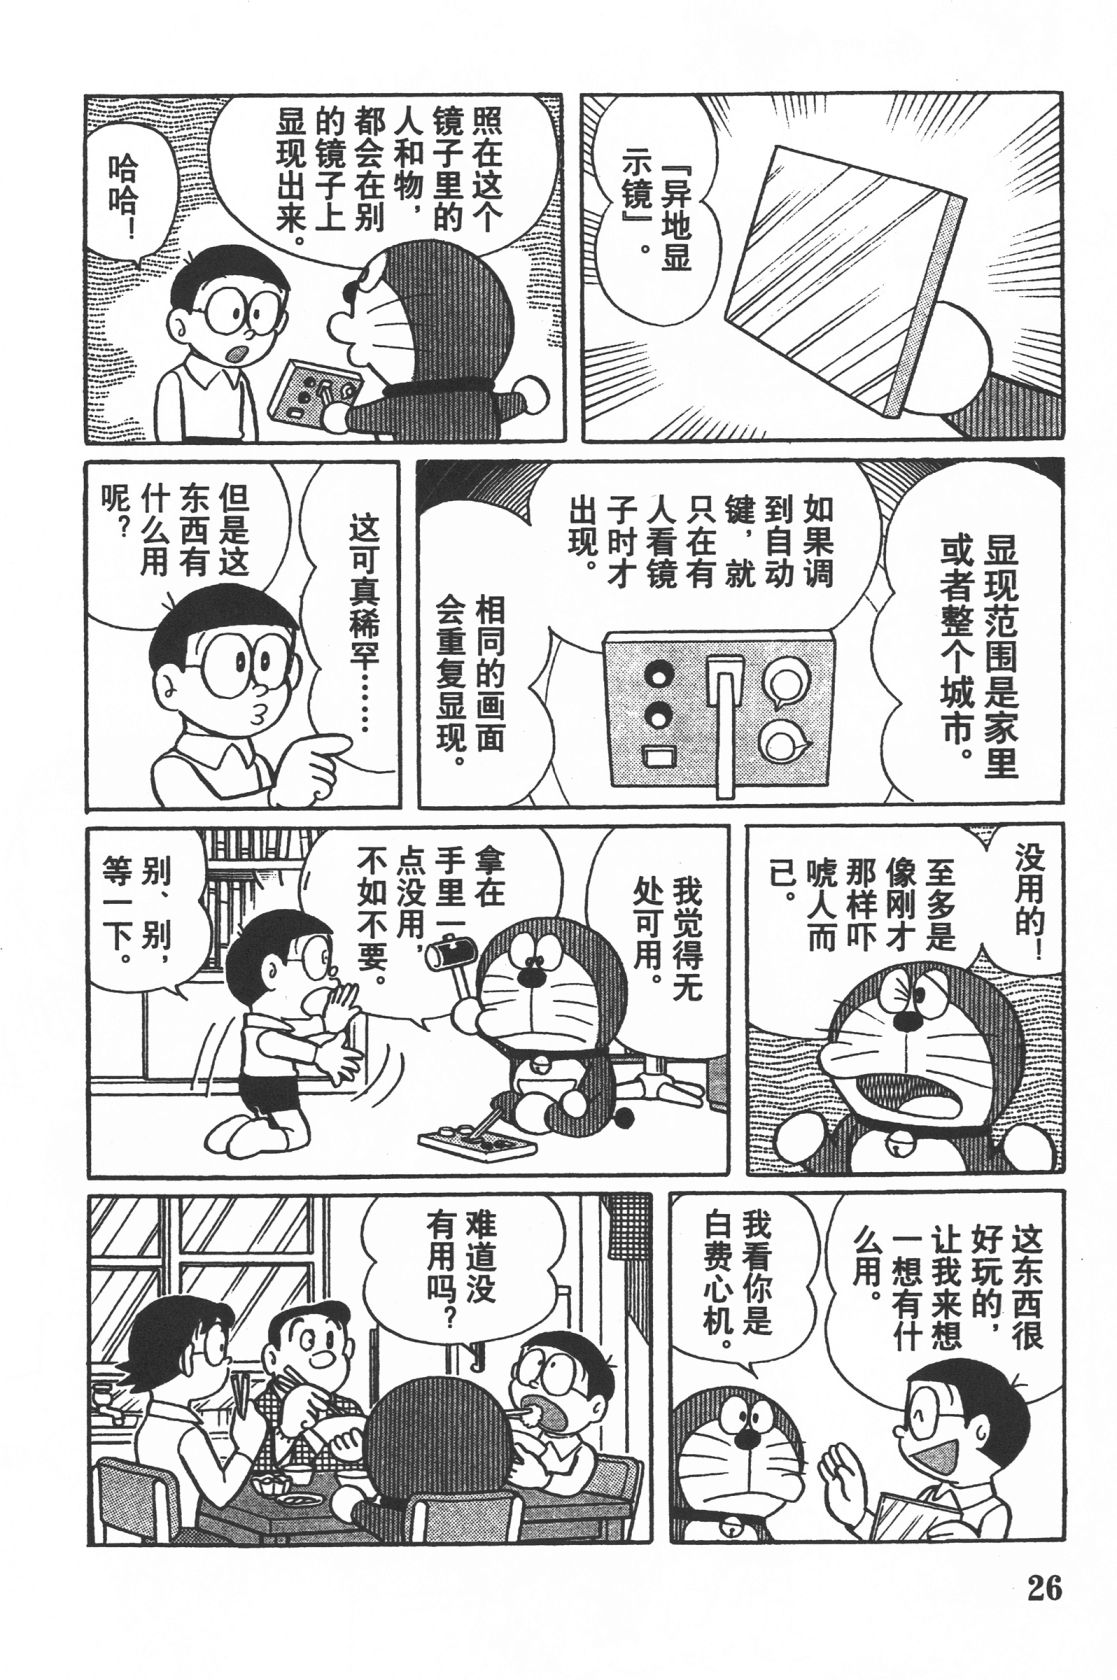 『异地显
示镜』。
照在这个
镜子里的
人和物，
都会在别
的镜子上
显现出来。
哈
哈！
显现范围是家里
或者整个城市。
如果调
到自动
键，就
只在有
人看镜
子时才
出现。
相同的画面
会重复显现。
这可真稀罕……
但是这
东西有
什么用
呢？
没用的！
至多是
像刚才
那样吓
唬人而
已。
我觉得无
处可用。
拿在
手里一
点没用，
不如不要。
别、别，
等一下。
这东西很
好玩的，
让我来想
一想有什
么用。
我看你是
白费心机。
难道没
有用吗？
26